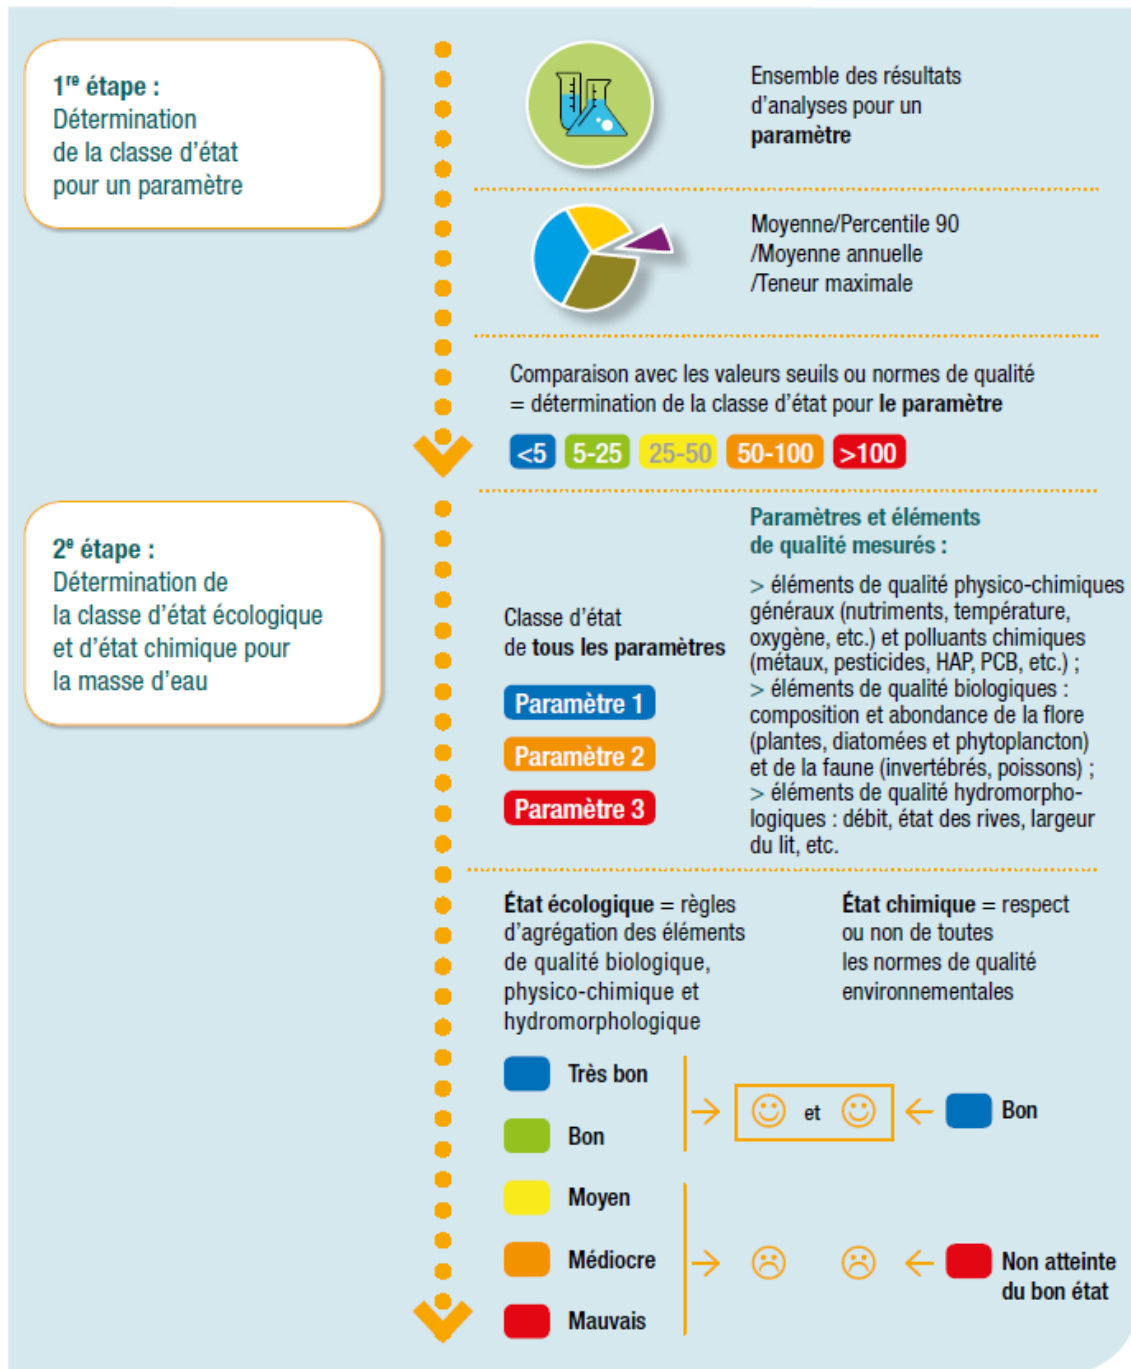 1re étape :
Détermination
de la classe d’état
pour un paramètre
Ensemble des résultats
d’analyses pour un
paramètre
Moyenne/Percentile 90
/Moyenne annuelle
/Teneur maximale
Comparaison avec les valeurs seuils ou normes de qualité
= détermination de la classe d’état pour le paramètre
<5 5-25 25-50 50-100 >100
2e étape :
Détermination de
la classe d’état écologique
et d’état chimique pour
la masse d’eau
Classe d’état
de tous les paramètres
Paramètre 1
Paramètre 2
Paramètre 3
Paramètres et éléments
de qualité mesurés :
> éléments de qualité physico-chimiques
généraux (nutriments, température,
oxygène, etc.) et polluants chimiques
(métaux, pesticides, HAP, PCB, etc.) ;
> éléments de qualité biologiques :
composition et abondance de la flore
(plantes, diatomées et phytoplancton)
et de la faune (invertébrés, poissons) ;
> éléments de qualité hydromorpho-
logiques : débit, état des rives, largeur
du lit, etc.
État écologique = règles
d’agrégation des éléments
de qualité biologique,
physico-chimique et
hydromorphologique
État chimique = respect
ou non de toutes
les normes de qualité
environnementales
Très bon
Bon
et
Bon
Moyen
Médiocre
Mauvais
Non atteinte
du bon état